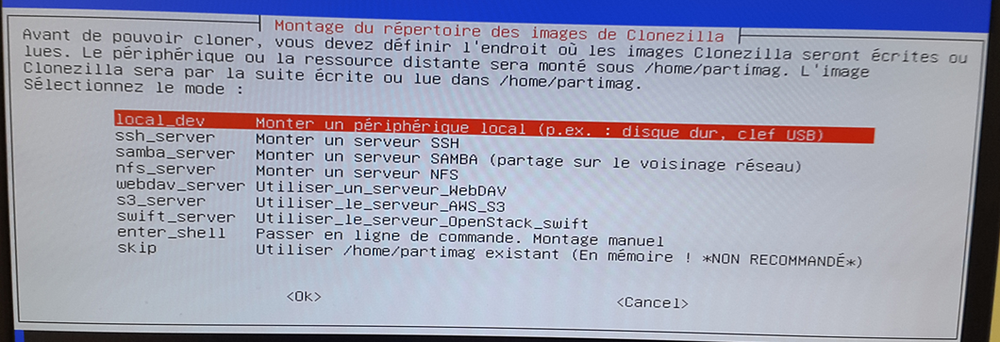 Montage du répertoire des images de Clonezilla
Avant de pouvoir cloner, vous devez définir l'endroit où les images Clonezilla seront écrites ou
lues. Le périphérique ou la ressource distante sera monté sous /home/partimag. L'image
Clonezilla sera par la suite écrite ou lue dans /home/partimag.
Sélectionnez le mode :
local_dev Monter un périphérique local (p.ex. : disque dur, clef USB)
ssh_server Monter un serveur SSH
samba_server Monter un serveur SAMBA (partage sur le voisinage réseau)
nfs_server Monter un serveur NFS
webdav_server Utiliser_un_serveur_WebDAV
s3_server Utiliser_le_serveur_AWS_S3
swift_server Utiliser_le_serveur_OpenStack_swift
enter_shell Passer en ligne de commande. Montage manuel
skip Utiliser /home/partimag existant (En mémoire ! *NON RECOMMANDÉ*)
<Ok> <Cancel>